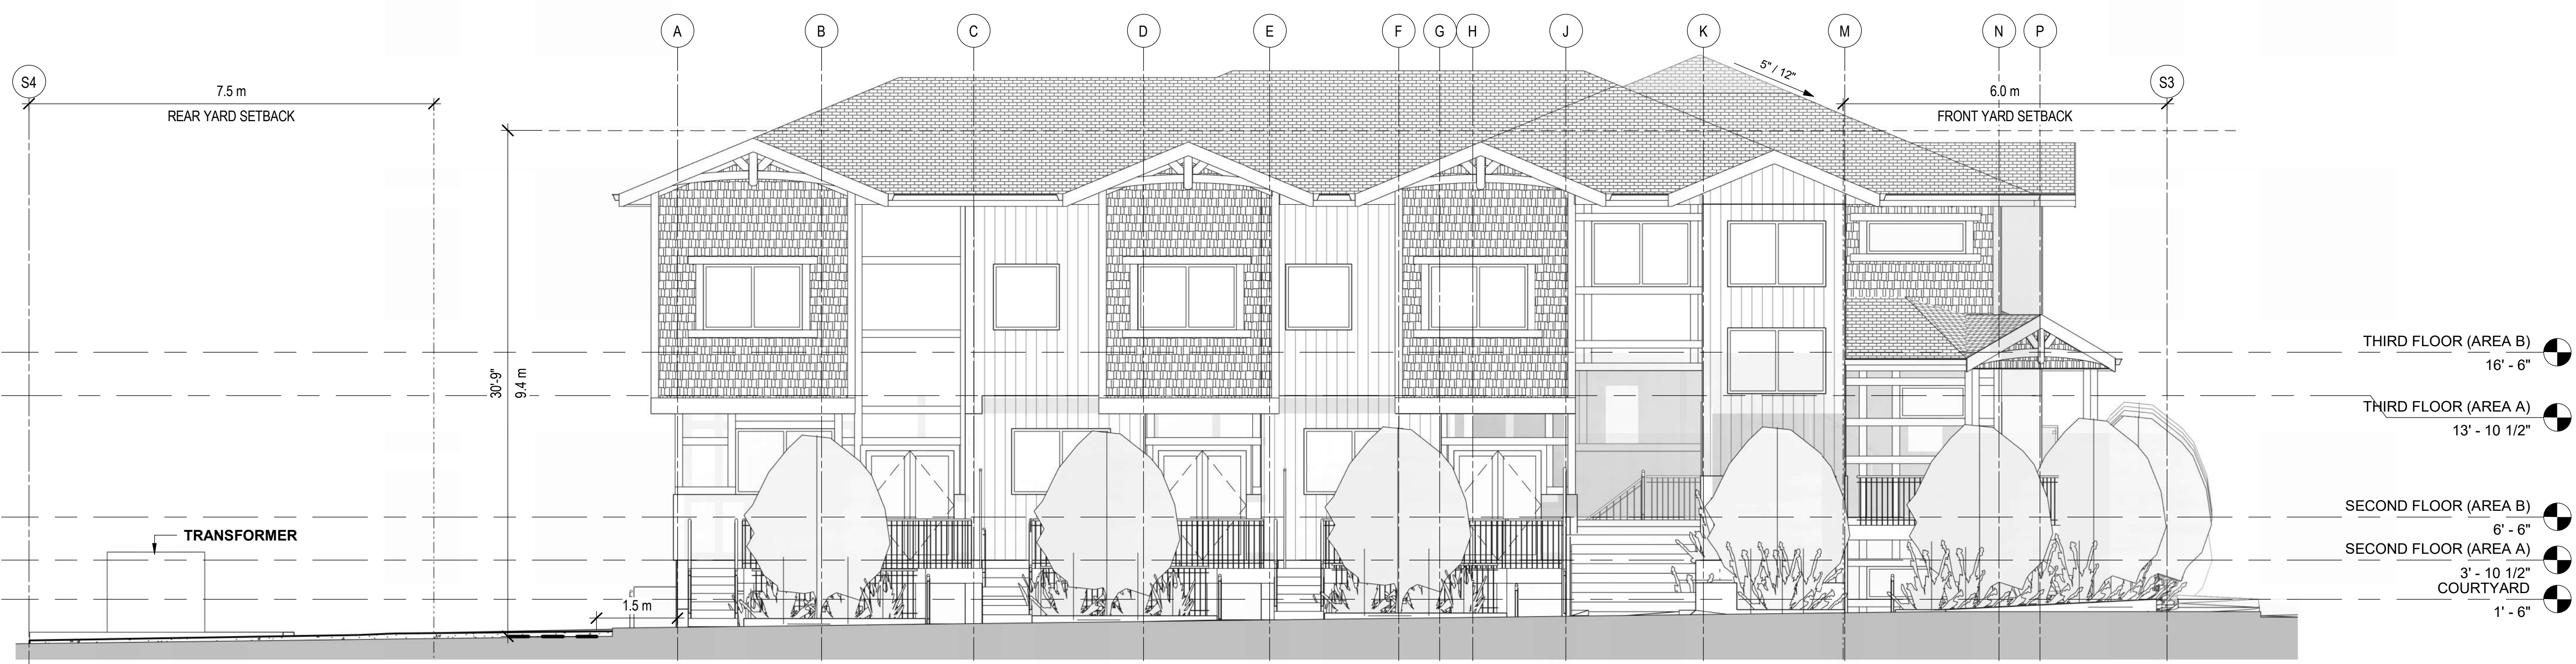 A
B
C
D
E
F
G
H
J
K
M
N
P
S4
S3
7.5 m
REAR YARD SETBACK
5" / 12"
6.0 m
FRONT YARD SETBACK
30'-9"
9.4 m
THIRD FLOOR (AREA B)
16' - 6"
THIRD FLOOR (AREA A)
13' - 10 1/2"
SECOND FLOOR (AREA B)
6' - 6"
TRANSFORMER
SECOND FLOOR (AREA A)
3' - 10 1/2"
COURTYARD
1' - 6"
1.5 m